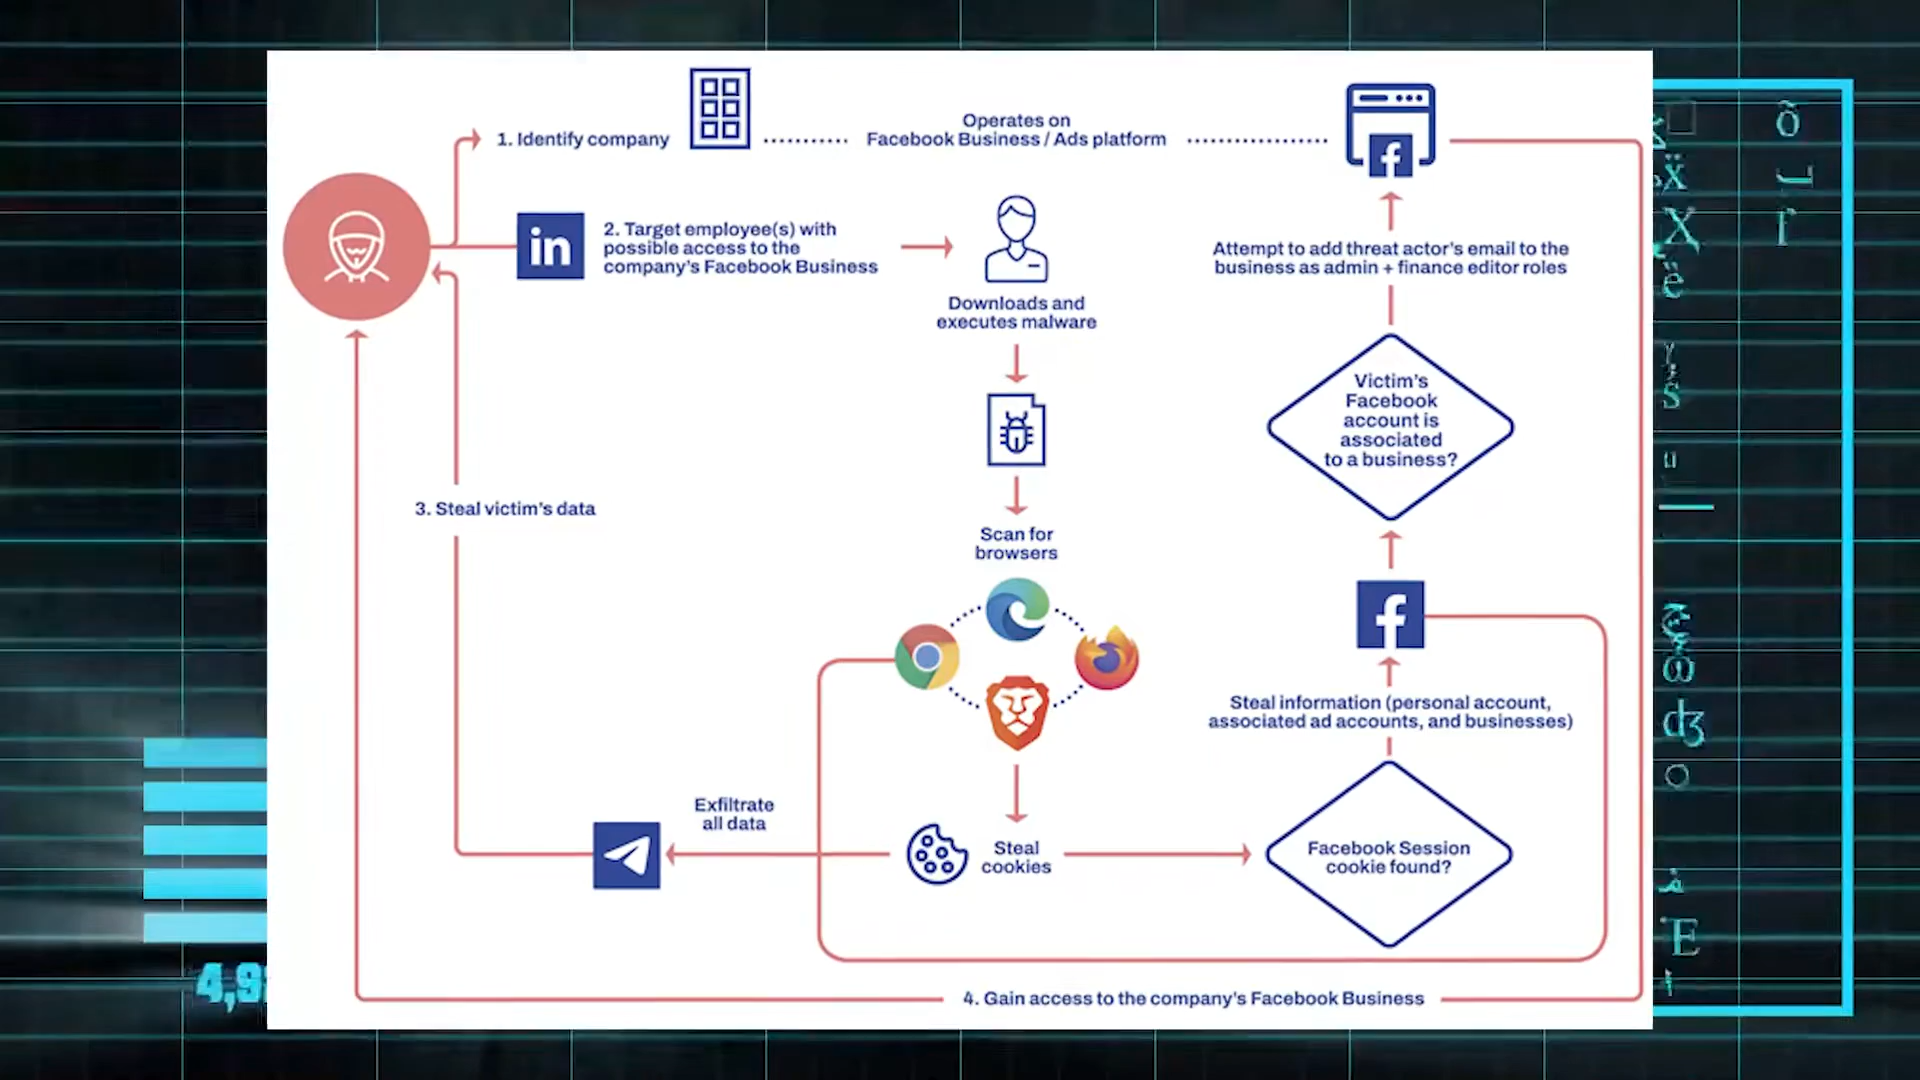 1. Identify company
Operates on
Facebook Business / Ads platform
in
2. Target employee(s) with
possible access to the
company's Facebook Business
Downloads and
executes malware
Attempt to add threat actor's email to the
business as admin + finance editor roles
Victim's
Facebook
account is
associated
to a business?
3. Steal victim's data
Scan for
browsers
Steal information (personal account,
associated ad accounts, and businesses)
Exfiltrate
all data
Steal
cookies
Facebook Session
cookie found?
4. Gain access to the company's Facebook Business